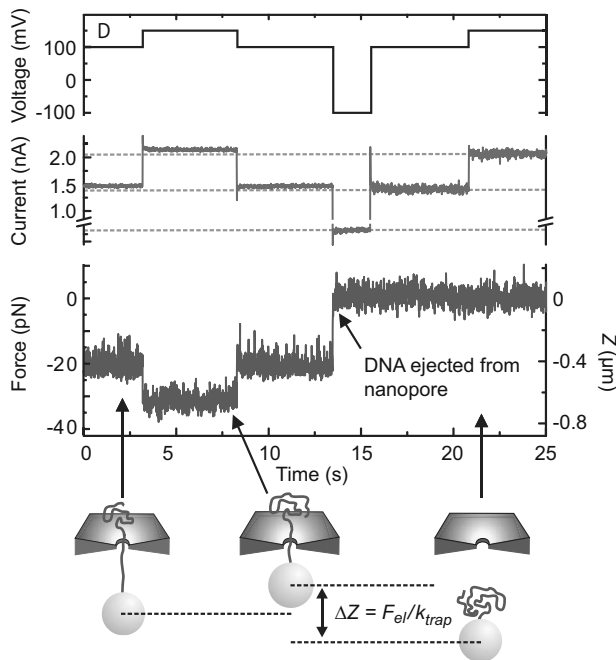 D
Voltage (mV)
100
0
-100
Current (nA)
2.0
1.5
1.0
Force (pN)
0
-20
-40
Z (µm)
0
-0.4
-0.8
DNA ejected from
nanopore
0 5 10 15 20 25
Time (s)
ΔZ = Fel/ktrap